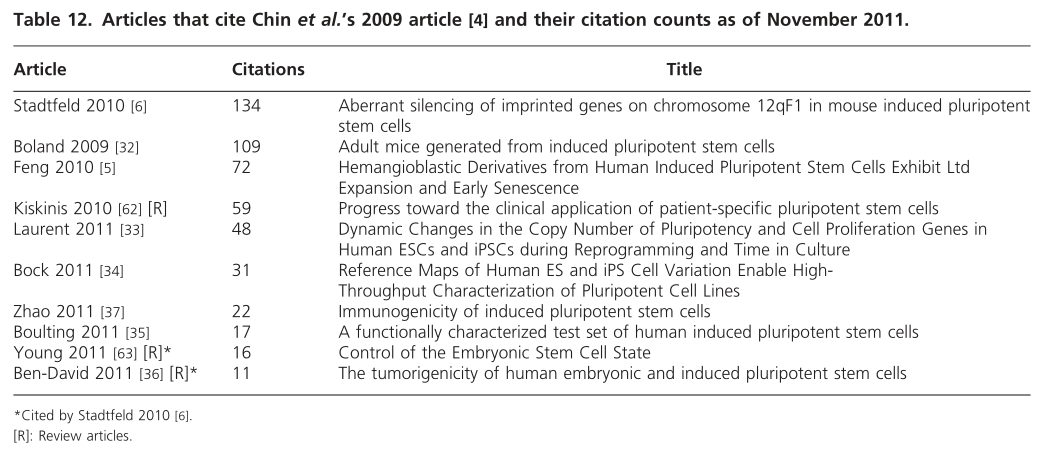 Table 12. Articles that cite Chin et al.'s 2009 article [4] and their citation counts as of November 2011.
Article Citations Title
Stadtfeld 2010 [6] 134 Aberrant silencing of imprinted genes on chromosome 12qF1 in mouse induced pluripotent
stem cells
Boland 2009 [32] 109 Adult mice generated from induced pluripotent stem cells
Feng 2010 [5] 72 Hemangioblastic Derivatives from Human Induced Pluripotent Stem Cells Exhibit Ltd
Expansion and Early Senescence
Kiskinis 2010 [62] [R] 59 Progress toward the clinical application of patient-specific pluripotent stem cells
Laurent 2011 [33] 48 Dynamic Changes in the Copy Number of Pluripotency and Cell Proliferation Genes in
Human ESCs and iPSCs during Reprogramming and Time in Culture
Bock 2011 [34] 31 Reference Maps of Human ES and iPS Cell Variation Enable High-
Throughput Characterization of Pluripotent Cell Lines
Zhao 2011 [37] 22 Immunogenicity of induced pluripotent stem cells
Boulting 2011 [35] 17 A functionally characterized test set of human induced pluripotent stem cells
Young 2011 [63] [R]* 16 Control of the Embryonic Stem Cell State
Ben-David 2011 [36] [R]* 11 The tumorigenicity of human embryonic and induced pluripotent stem cells
*Cited by Stadtfeld 2010 [6].
[R]: Review articles.